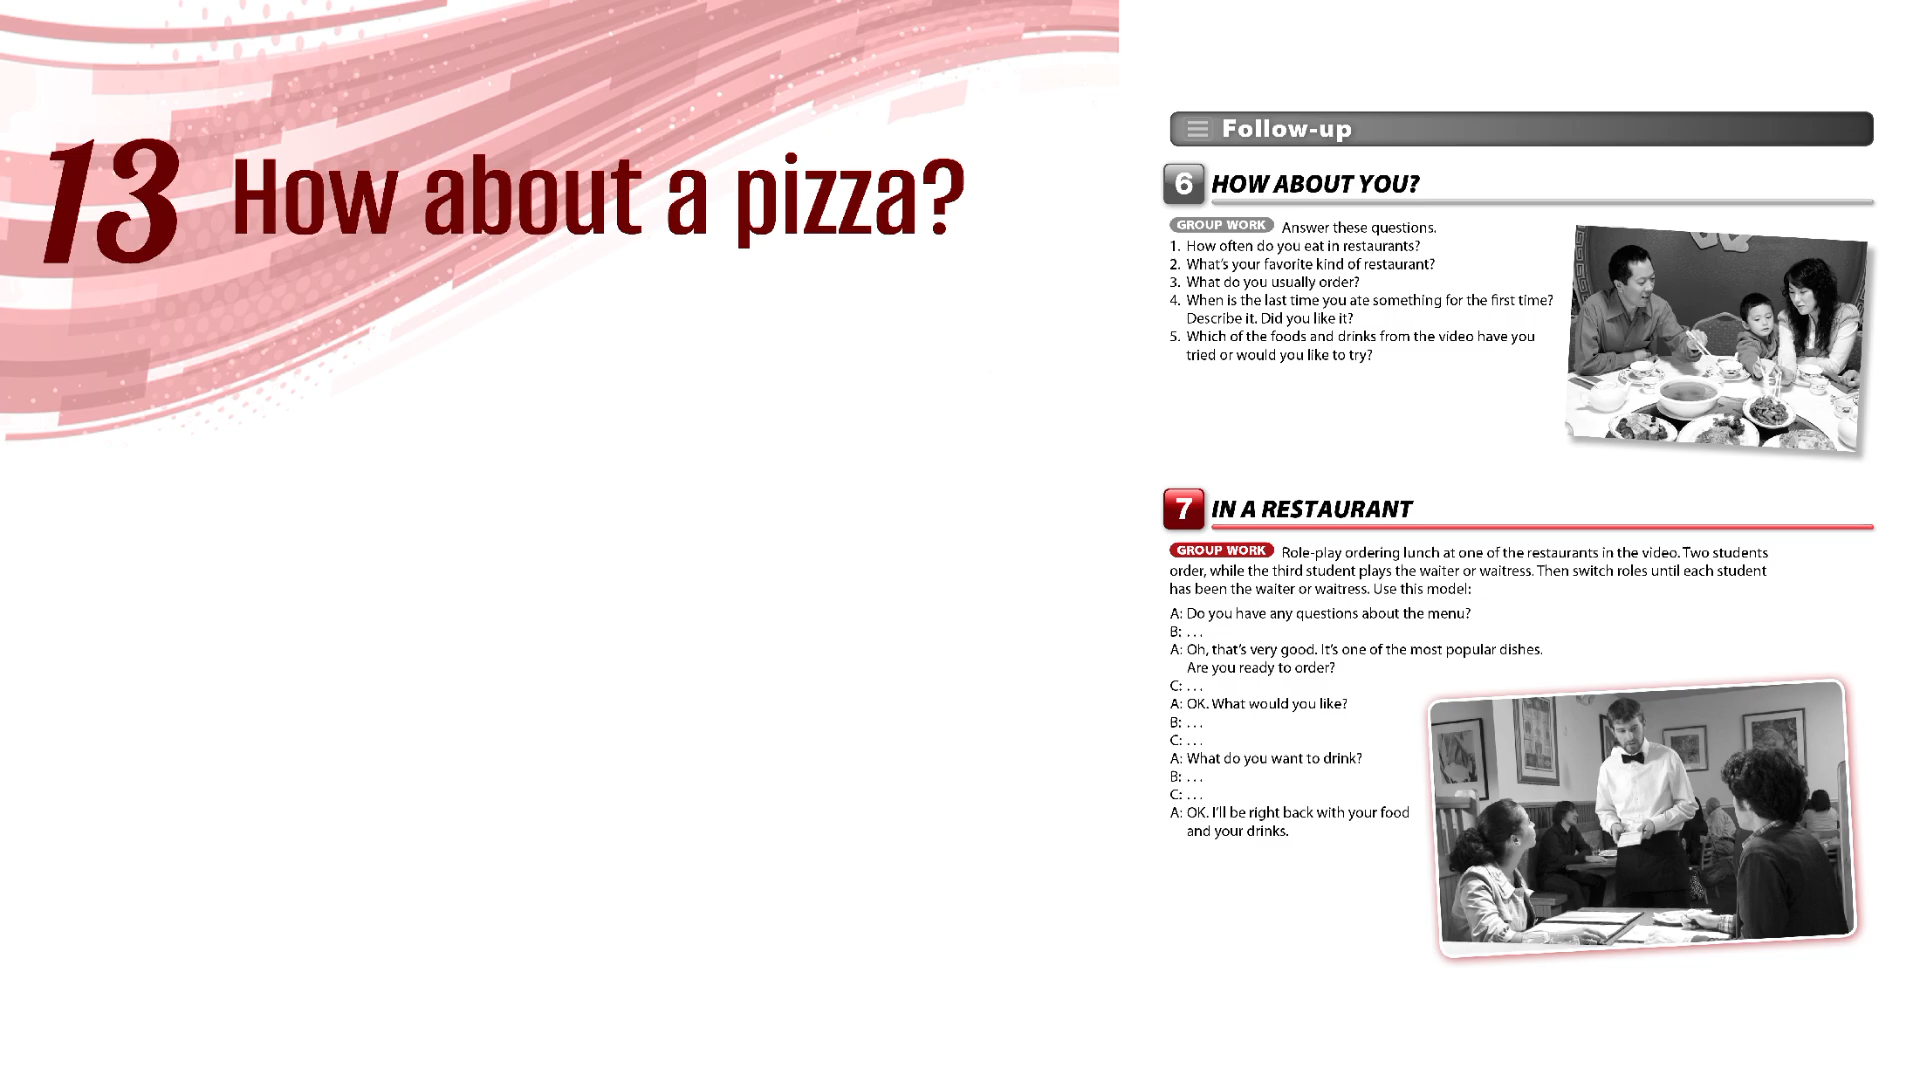 13 How about a pizza?
Follow-up
6 HOW ABOUT YOU?
GROUP WORK Answer these questions.
1. How often do you eat in restaurants?
2. What's your favorite kind of restaurant?
3. What do you usually order?
4. When is the last time you ate something for the first time?
Describe it. Did you like it?
5. Which of the foods and drinks from the video have you
tried or would you like to try?
7 IN A RESTAURANT
GROUP WORK Role-play ordering lunch at one of the restaurants in the video. Two students
order, while the third student plays the waiter or waitress. Then switch roles until each student
has been the waiter or waitress. Use this model:
A: Do you have any questions about the menu?
B: . . .
A: Oh, that's very good. It's one of the most popular dishes.
Are you ready to order?
C: . . .
A: OK. What would you like?
B: . . .
C: . . .
A: What do you want to drink?
B: . . .
C: . . .
A: OK. I'll be right back with your food
and your drinks.